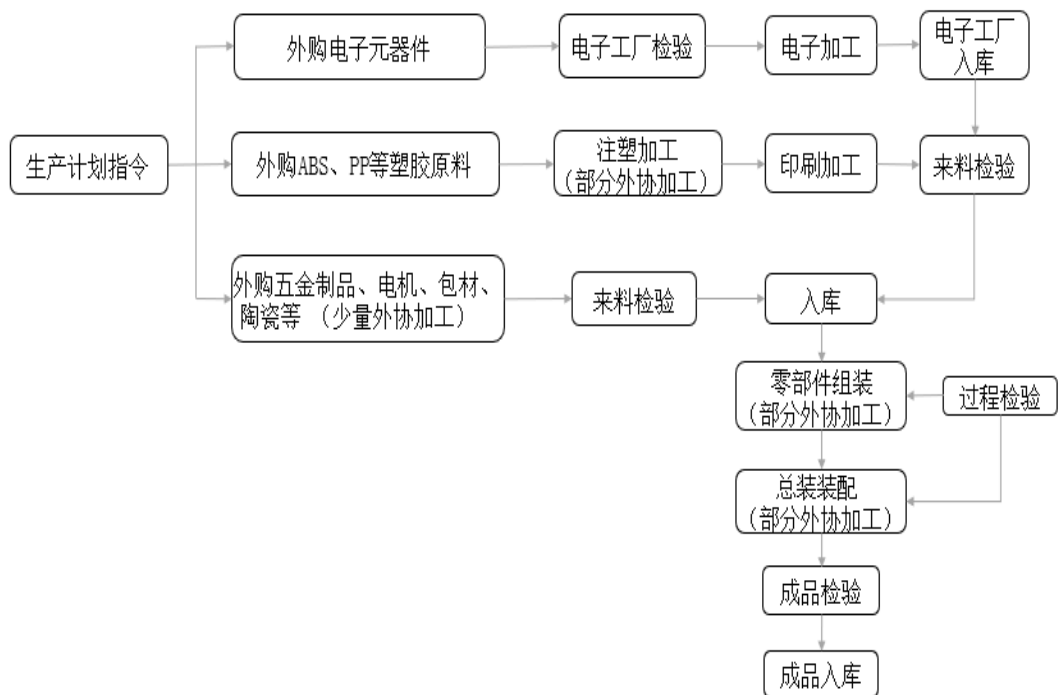 外购电子元器件
电子工厂检验
电子加工
电子工厂
入库
生产计划指令
外购ABS、PP等塑胶原料
注塑加工
（部分外协加工）
印刷加工
来料检验
外购五金制品、电机、包材、
陶瓷等 （少量外协加工）
来料检验
入库
零部件组装
（部分外协加工）
过程检验
总装装配
（部分外协加工）
成品检验
成品入库